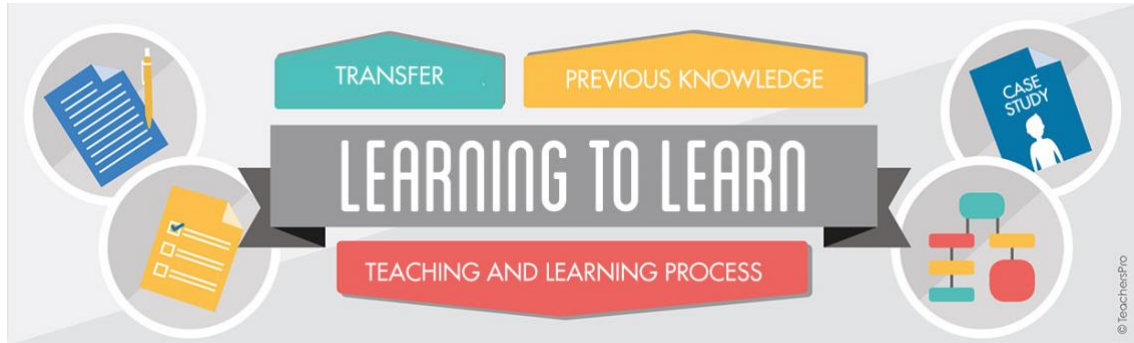 TRANSFER
PREVIOUS KNOWLEDGE
CASE
STUDY
LEARNING TO LEARN
TEACHING AND LEARNING PROCESS
© TeachersPro